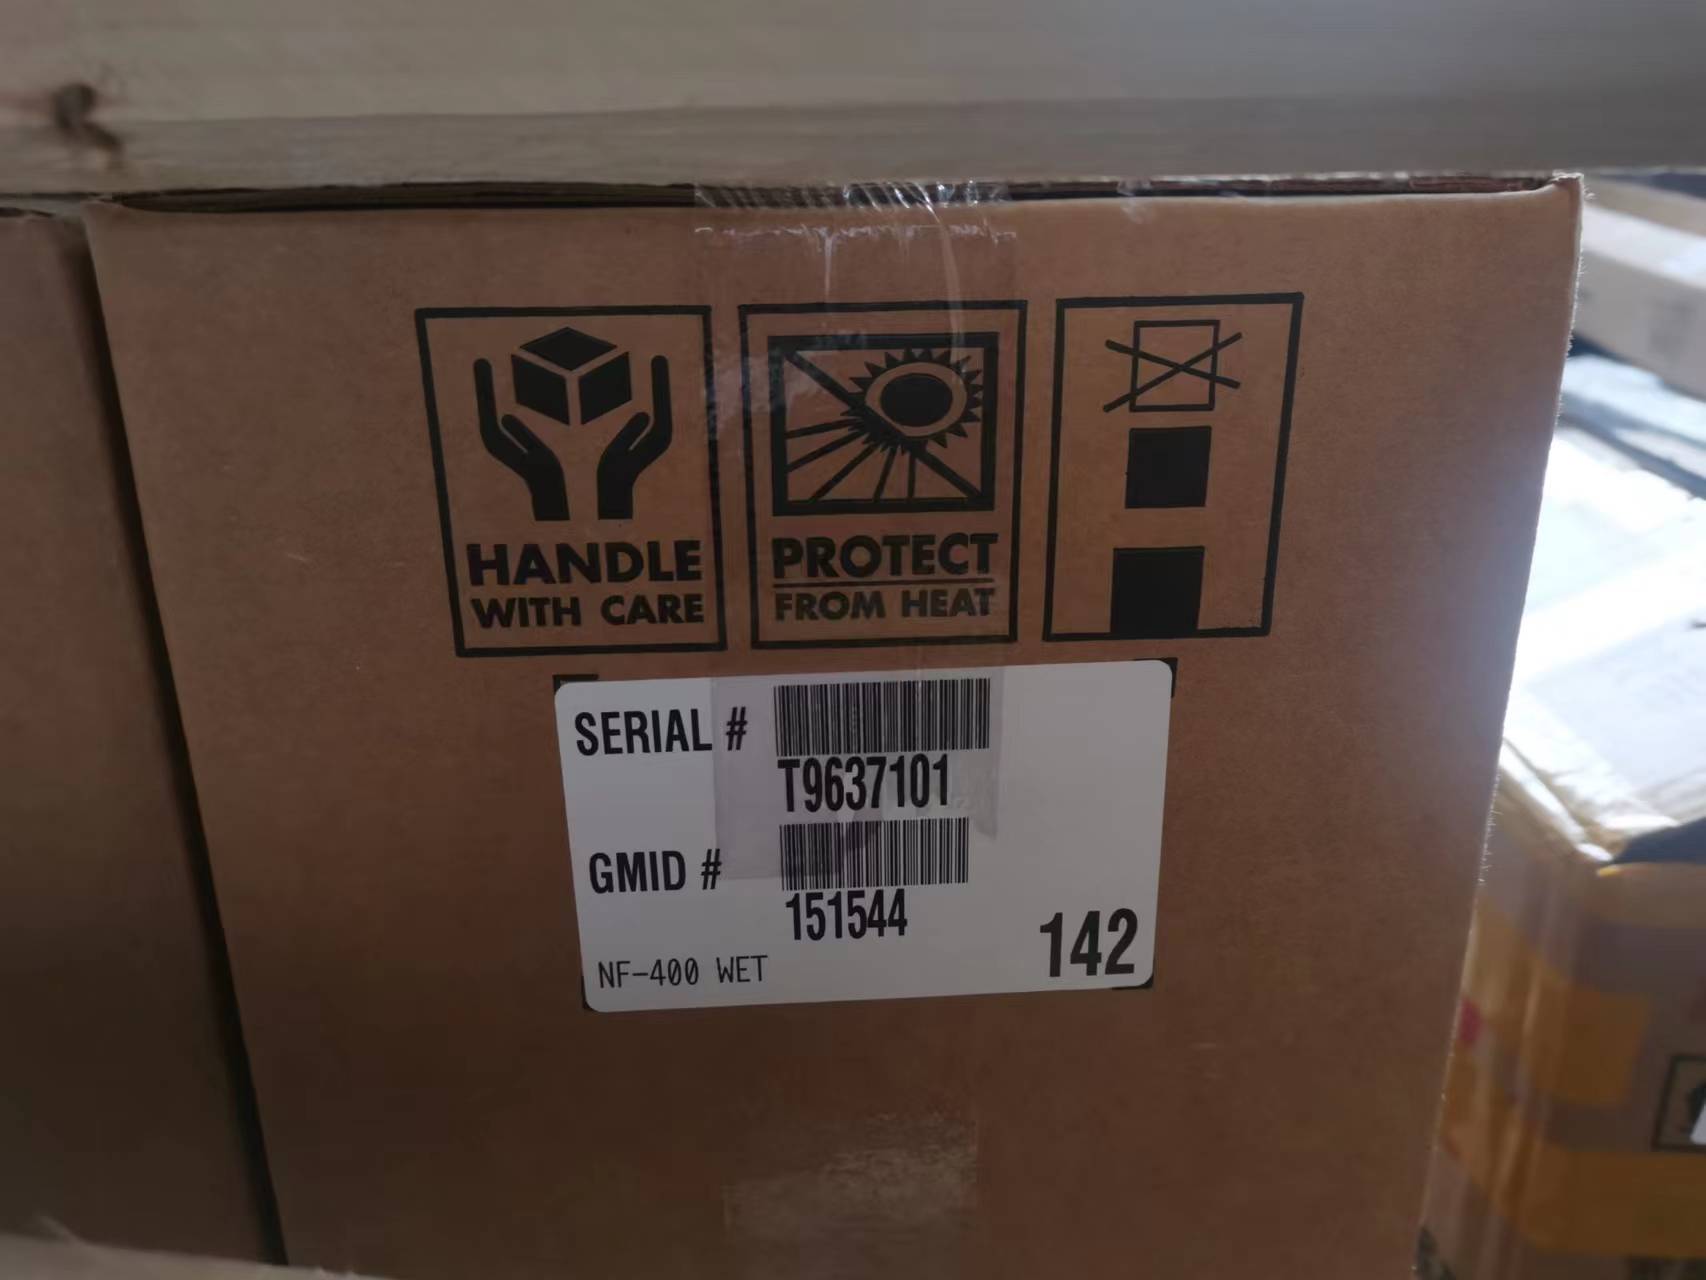 HANDLE
WITH CARE
PROTECT
FROM HEAT
SERIAL #
T9637101
GMID #
151544
NF-400 WET
142